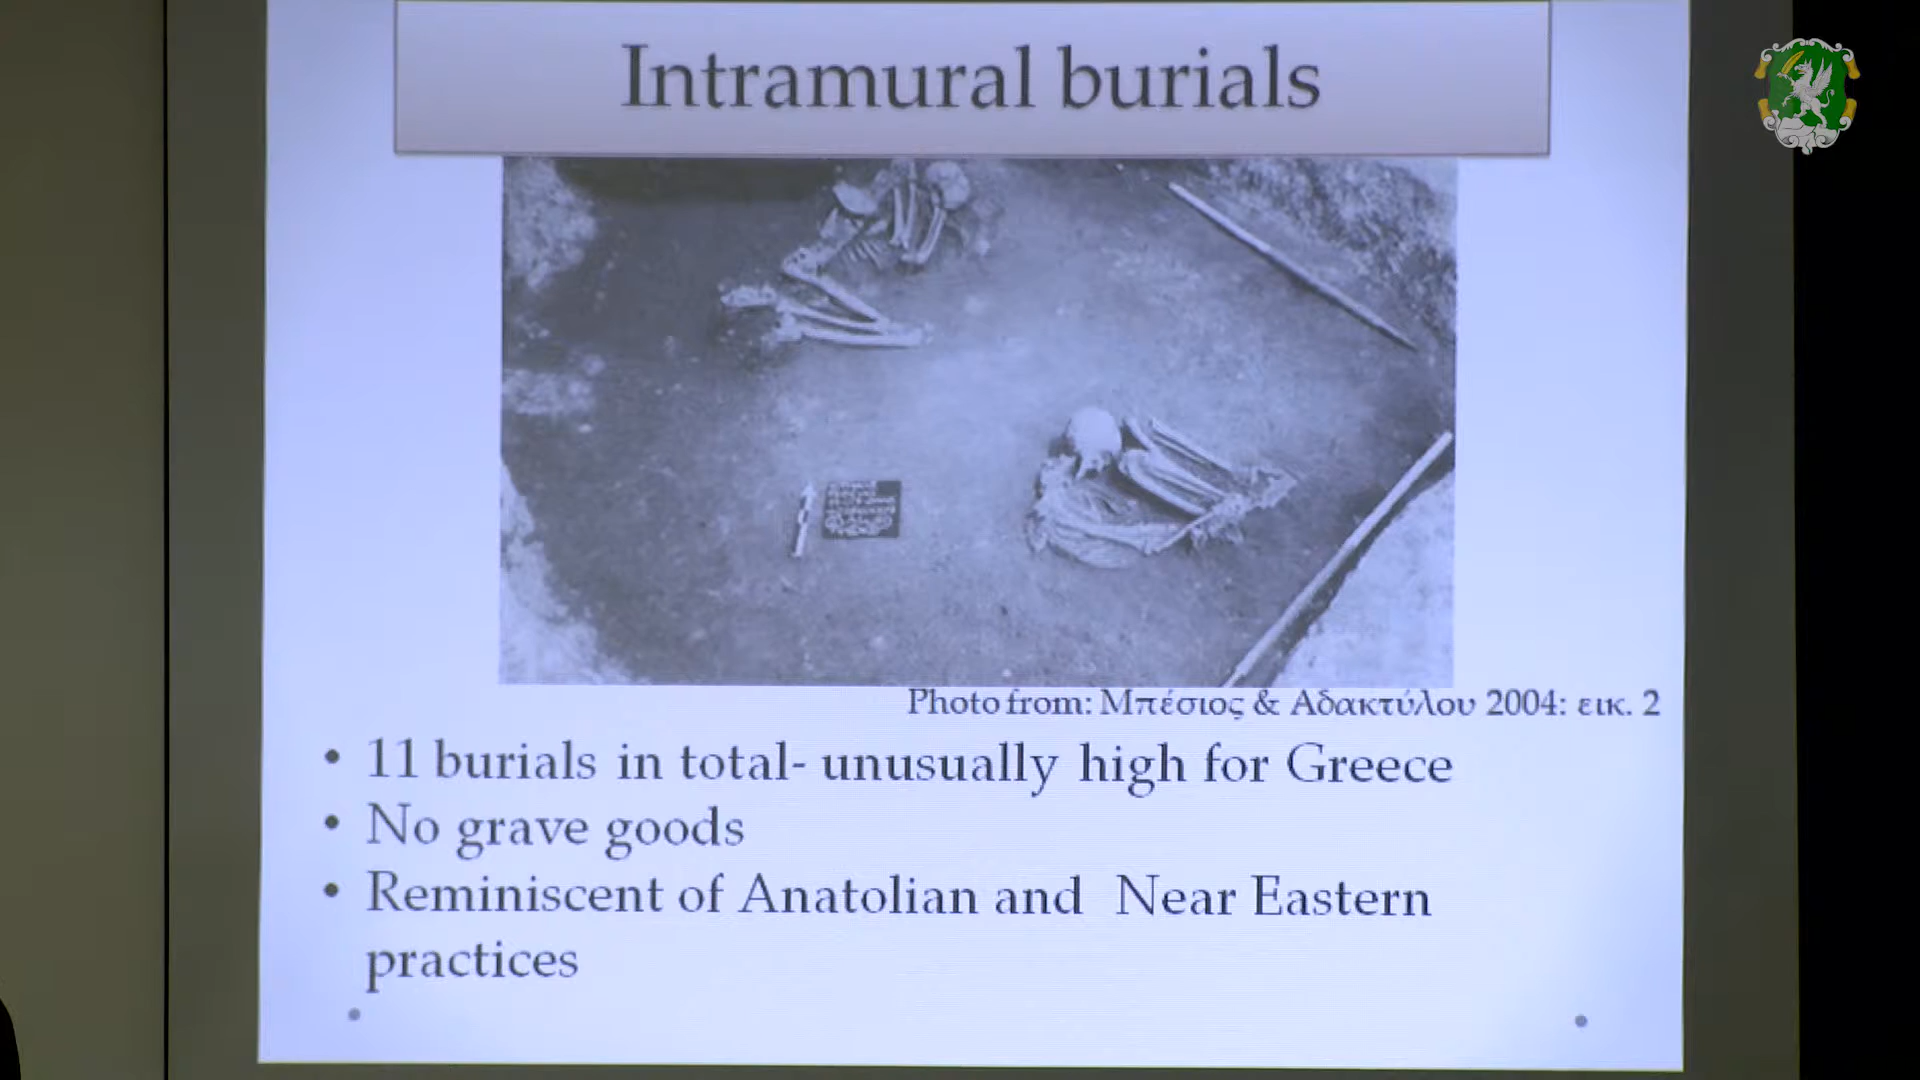 Intramural burials
Photo from: Μπέσιος & Αδακτύλου 2004: εικ. 2
• 11 burials in total- unusually high for Greece
• No grave goods
• Reminiscent of Anatolian and Near Eastern
practices